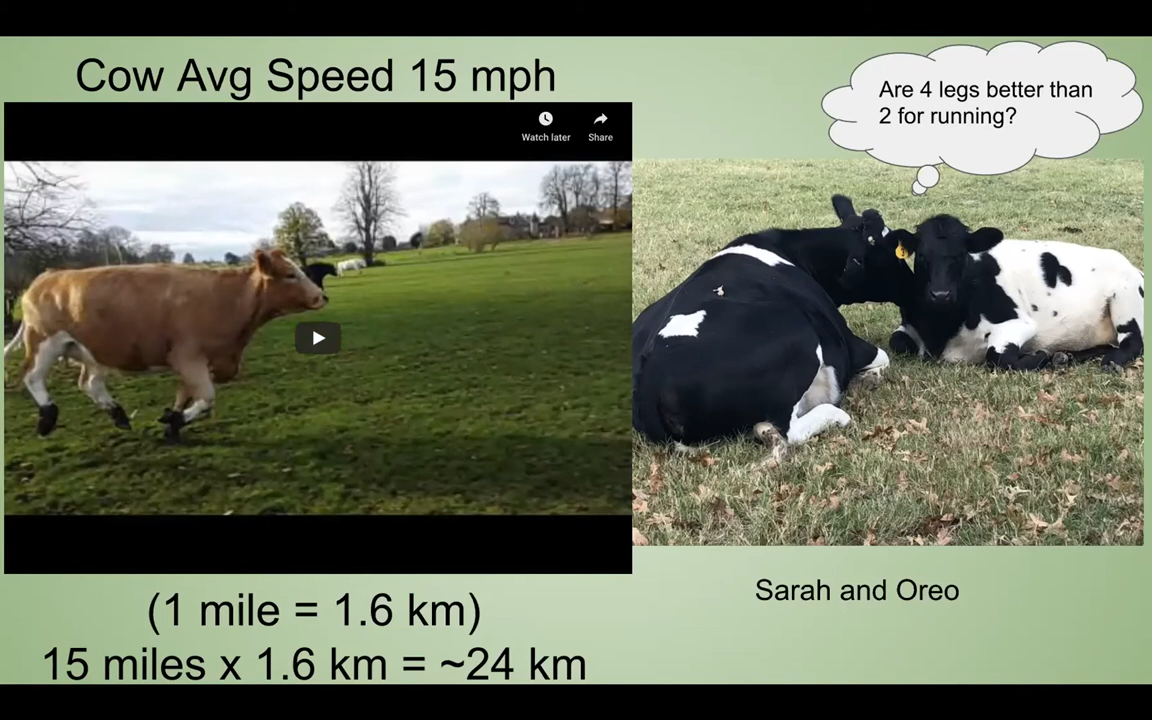 Cow Avg Speed 15 mph
Watch later
Share
Are 4 legs better than
2 for running?
Sarah and Oreo
(1 mile = 1.6 km)
15 miles x 1.6 km = ~24 km